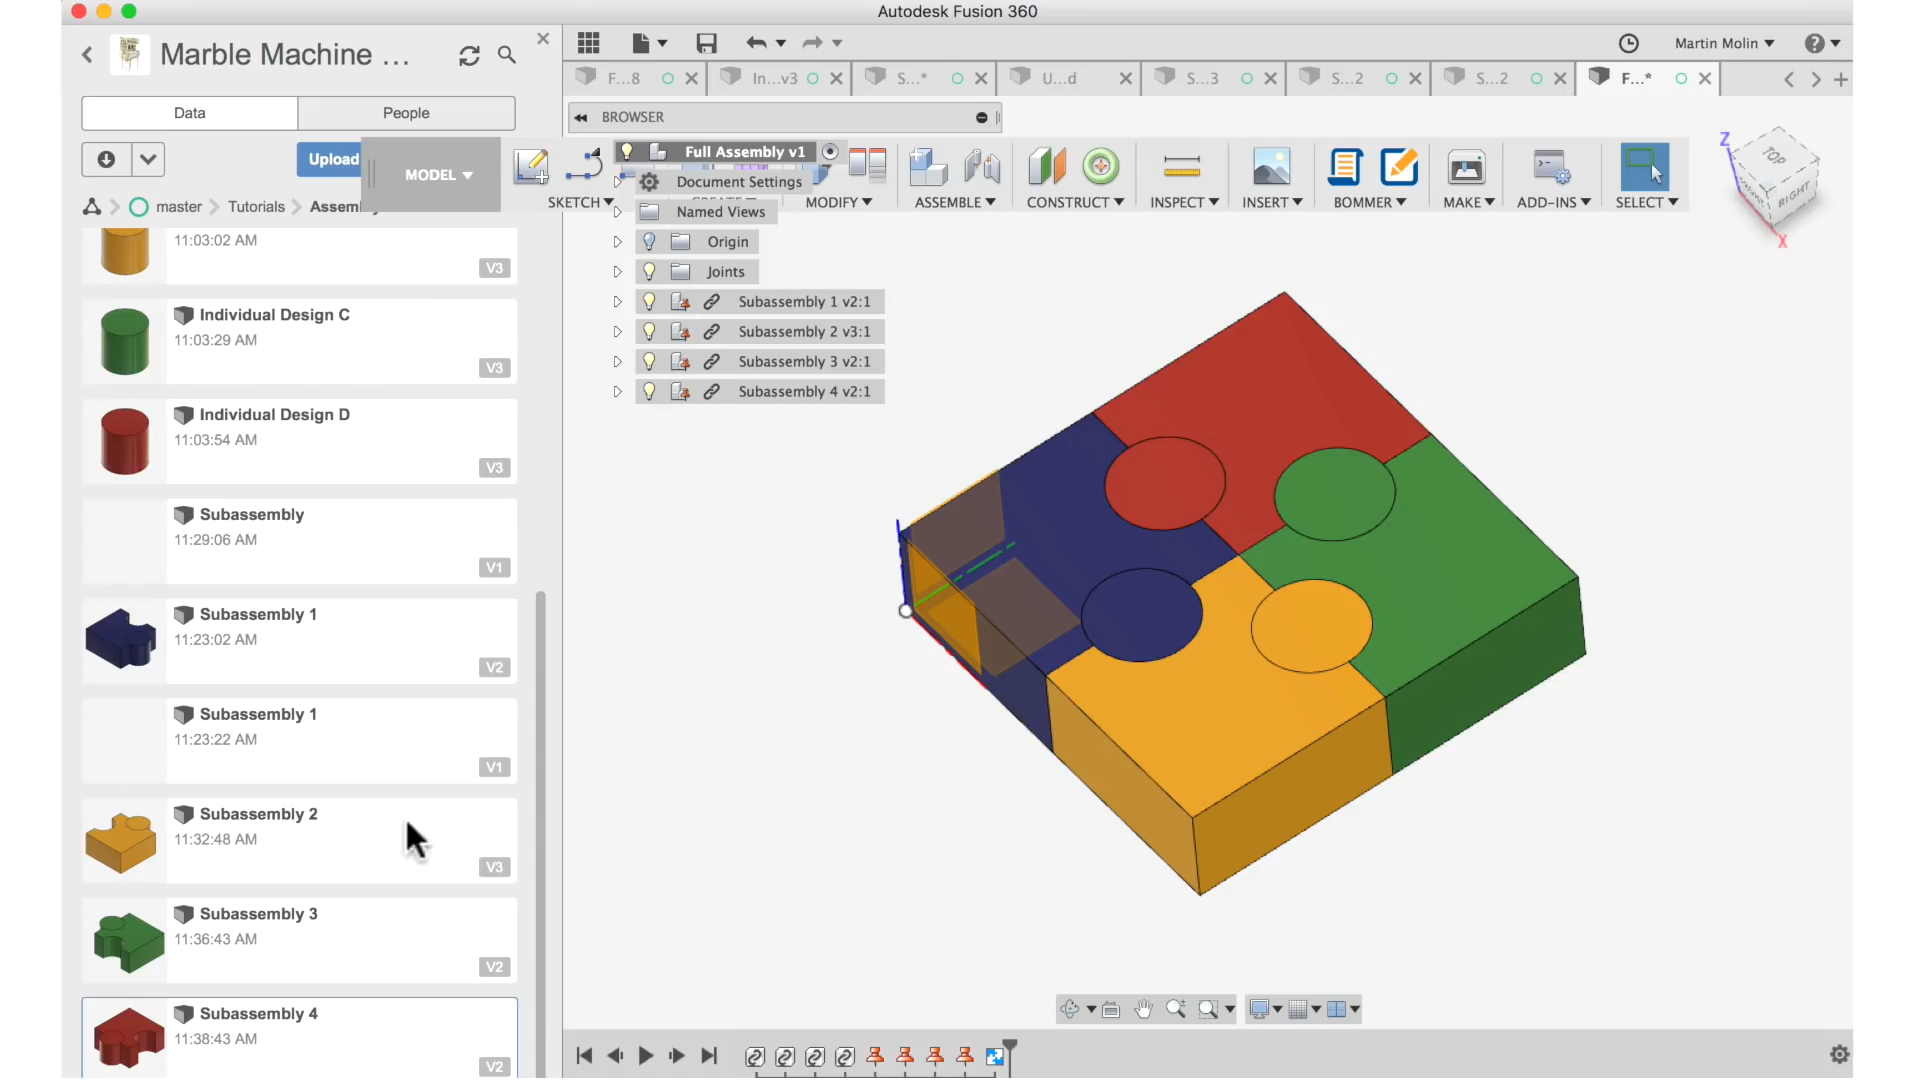 Autodesk Fusion 360
Marble Machine ...
Martin Molin
F...8
In...v3
S...*
U...d
S...3
S...2
S...2
F...*
Data
People
BROWSER
Upload
MODEL
Full Assembly v1
Document Settings
SKETCH
MODIFY
ASSEMBLE
CONSTRUCT
INSPECT
INSERT
BOMMER
MAKE
ADD-INS
SELECT
master
Tutorials
Named Views
Origin
Joints
Subassembly 1 v2:1
Subassembly 2 v3:1
Subassembly 3 v2:1
Subassembly 4 v2:1
Z
TOP
RIGHT
X
11:03:02 AM
V3
Individual Design C
11:03:29 AM
V3
Individual Design D
11:03:54 AM
V3
Subassembly
11:29:06 AM
V1
Subassembly 1
11:23:02 AM
V2
Subassembly 1
11:23:22 AM
V1
Subassembly 2
11:32:48 AM
V3
Subassembly 3
11:36:43 AM
V2
Subassembly 4
11:38:43 AM
V2